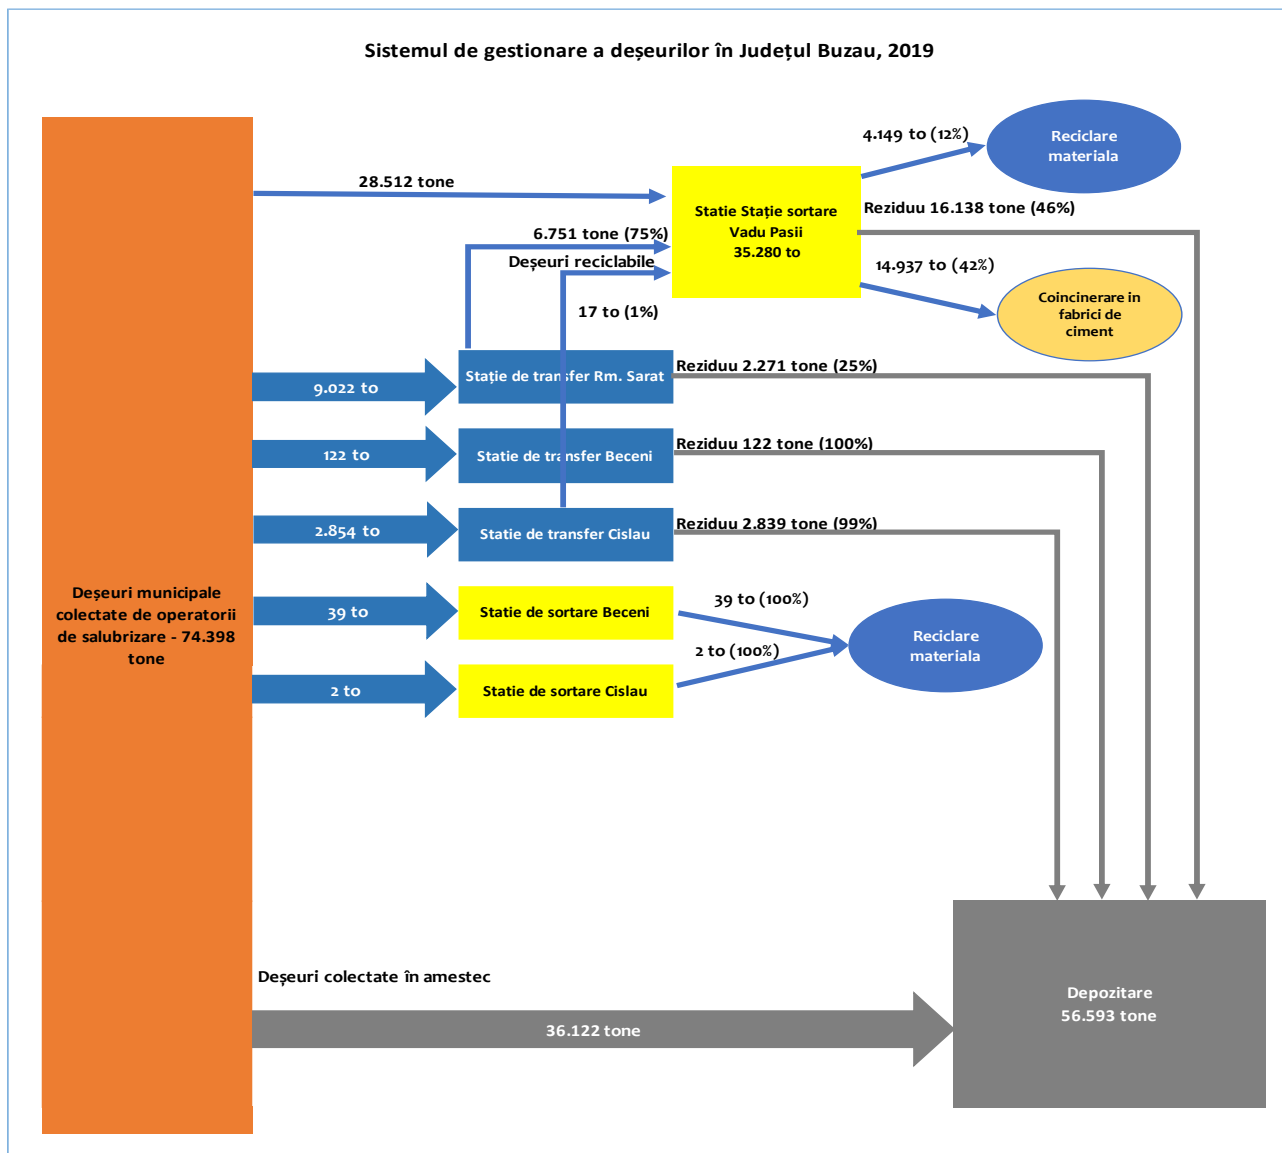 Sistemul de gestionare a deșeurilor în Județul Buzau, 2019
4.149 to (12%)
Reciclare
materiala
28.512 tone
Statie Stație sortare
Vadu Pasii
35.280 to
Reziduu 16.138 tone (46%)
6.751 tone (75%)
Deșeuri reciclabile
14.937 to (42%)
Coincinerare in
fabrici de
ciment
17 to (1%)
9.022 to
Stație de transfer Rm. Sarat
Reziduu 2.271 tone (25%)
122 to
Statie de transfer Beceni
Reziduu 122 tone (100%)
2.854 to
Statie de transfer Cislau
Reziduu 2.839 tone (99%)
Deșeuri municipale
colectate de operatorii
de salubrizare - 74.398
tone
39 to
Statie de sortare Beceni
39 to (100%)
2 to (100%)
Reciclare
materiala
2 to
Statie de sortare Cislau
Deșeuri colectate în amestec
36.122 tone
Depozitare
56.593 tone